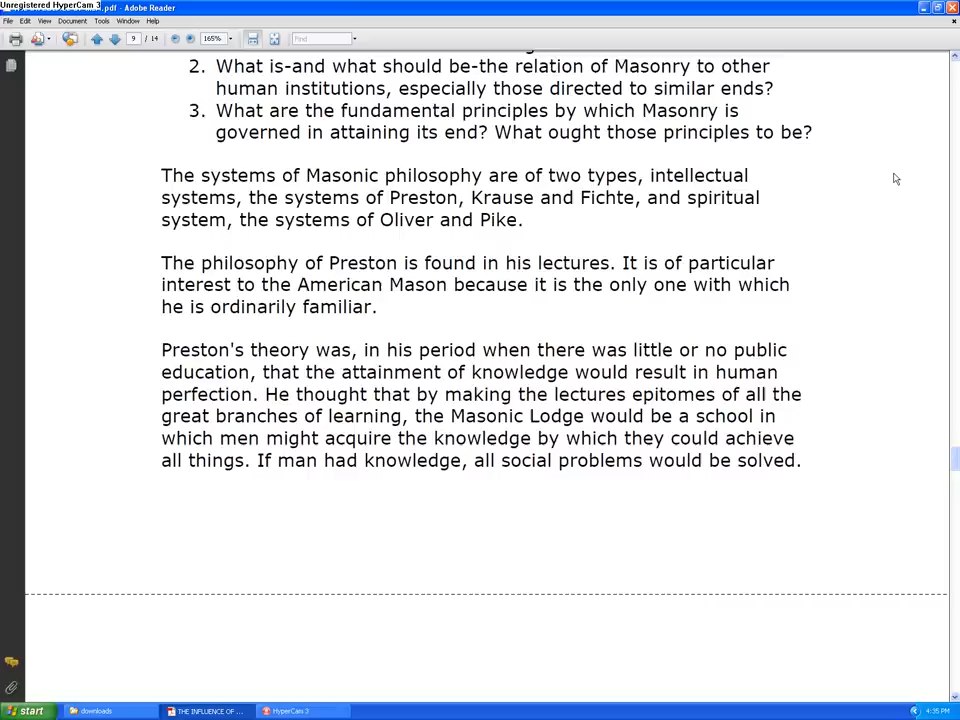 Unregistered HyperCam 3
.pdf - Adobe Reader
File Edit View Document Tools Window Help
9 / 14 165% Find
2. What is-and what should be-the relation of Masonry to other
human institutions, especially those directed to similar ends?
3. What are the fundamental principles by which Masonry is
governed in attaining its end? What ought those principles to be?
The systems of Masonic philosophy are of two types, intellectual
systems, the systems of Preston, Krause and Fichte, and spiritual
system, the systems of Oliver and Pike.
The philosophy of Preston is found in his lectures. It is of particular
interest to the American Mason because it is the only one with which
he is ordinarily familiar.
Preston's theory was, in his period when there was little or no public
education, that the attainment of knowledge would result in human
perfection. He thought that by making the lectures epitomes of all the
great branches of learning, the Masonic Lodge would be a school in
which men might acquire the knowledge by which they could achieve
all things. If man had knowledge, all social problems would be solved.
start downloads THE INFLUENCE OF ... HyperCam 3 4:35 PM